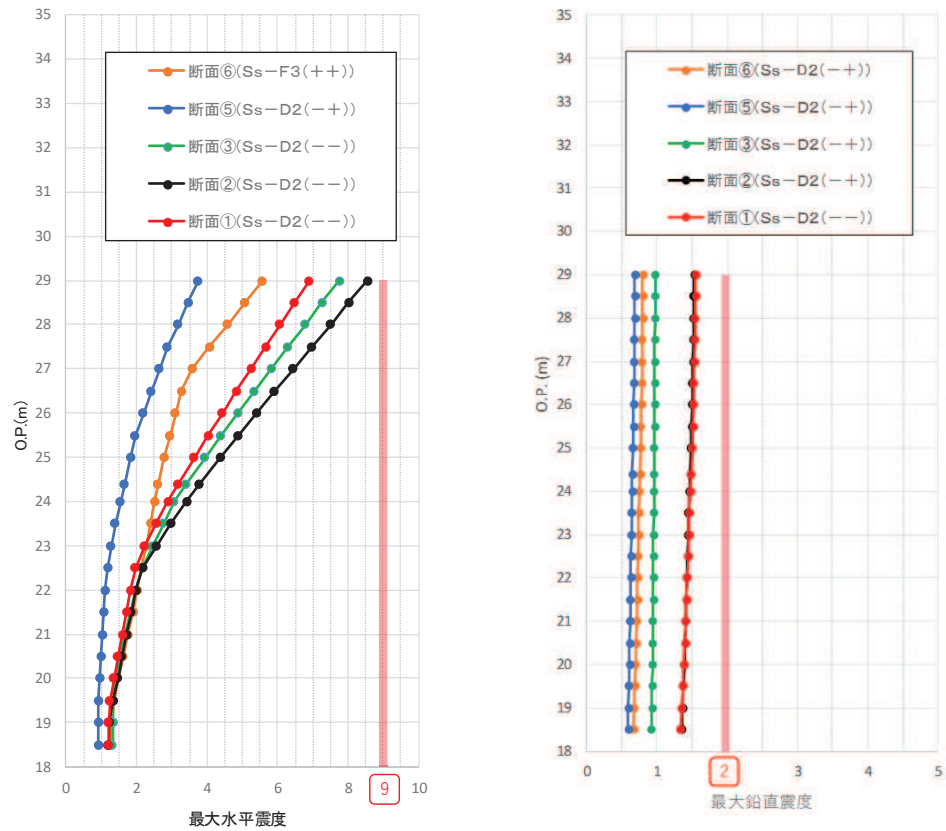 35
34
33
32
31
30
29
28
27
26
25
24
23
22
21
20
19
18
O.P.(m)
断面⑥(Ss－F3(＋＋))
断面⑤(Ss－D2(－＋))
断面③(Ss－D2(－－))
断面②(Ss－D2(－－))
断面①(Ss－D2(－－))
0 2 4 6 8 9 10
最大水平震度
35
34
33
32
31
30
29
28
27
26
25
24
23
22
21
20
19
18
O.P. (m)
断面⑥(Ss－D2(－＋))
断面⑤(Ss－D2(－＋))
断面③(Ss－D2(－＋))
断面②(Ss－D2(－＋))
断面①(Ss－D2(－－))
0 1 2 3 4 5
最大鉛直震度